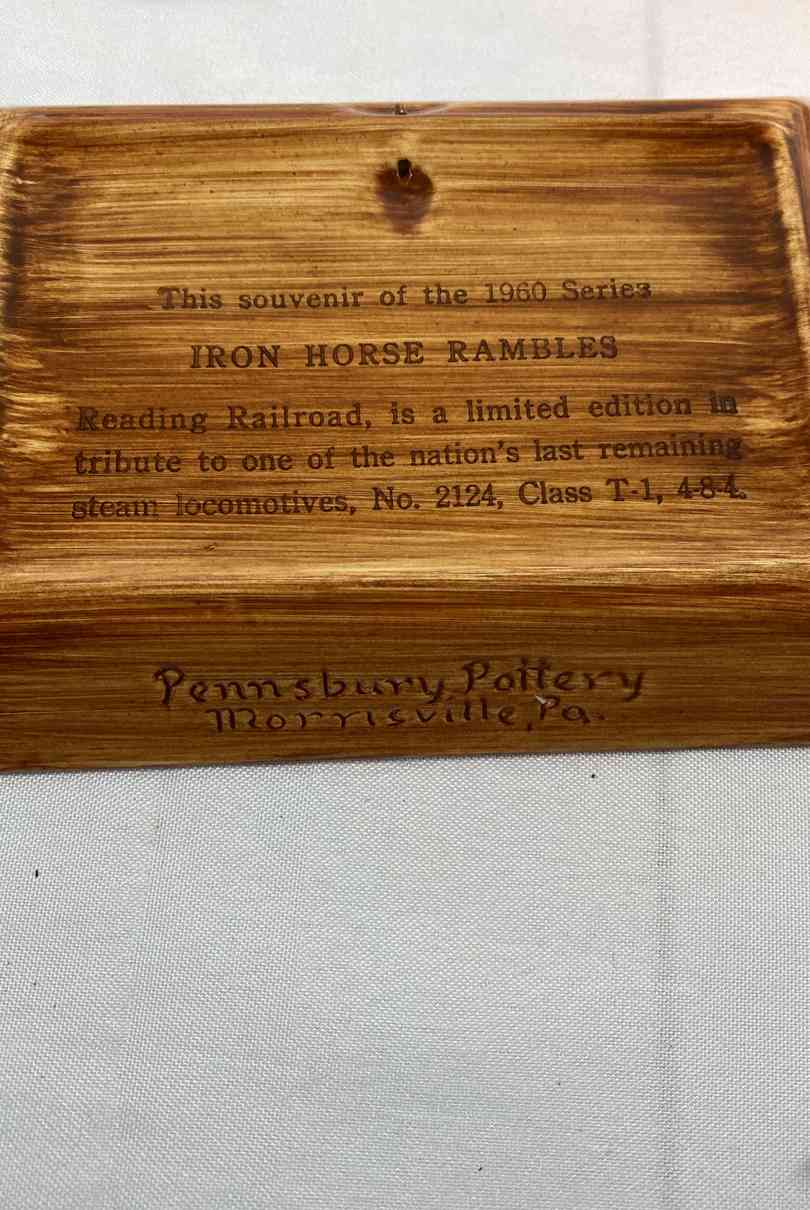 This souvenir of the 1960 Series
IRON HORSE RAMBLES
Reading Railroad, is a limited edition in
tribute to one of the nation's last remaining
steam locomotives, No. 2124, Class T-1, 4-8-4.
Pennsbury Pottery
Morrisville, Pa.